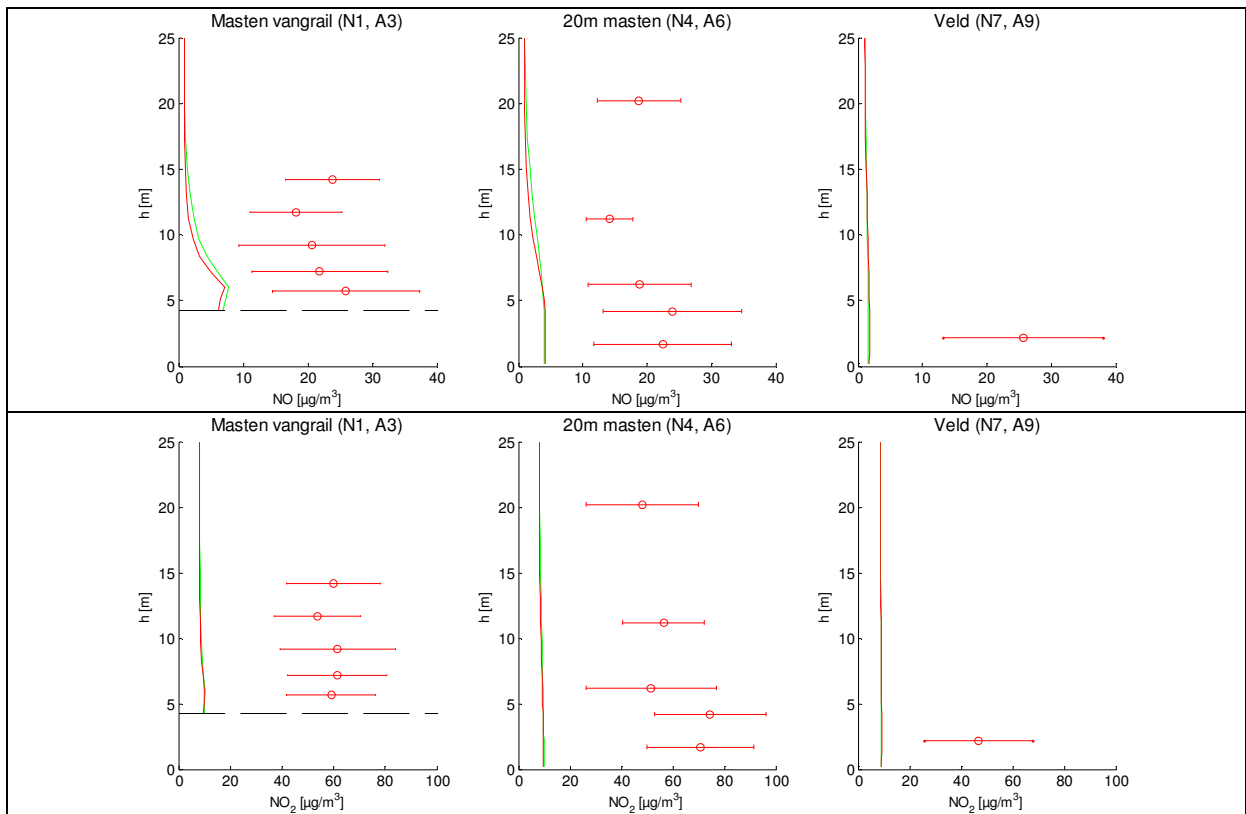 Masten vangrail (N1, A3) 20m masten (N4, A6) Veld (N7, A9)
25 25 25
20 20 20
15 15 15
h [m] h [m] h [m]
10 10 10
5 5 5
0 0 0
0 10 20 30 40 0 10 20 30 40 0 10 20 30 40
NO [µg/m³] NO [µg/m³] NO [µg/m³]
Masten vangrail (N1, A3) 20m masten (N4, A6) Veld (N7, A9)
25 25 25
20 20 20
15 15 15
h [m] h [m] h [m]
10 10 10
5 5 5
0 0 0
0 20 40 60 80 100 0 20 40 60 80 100 0 20 40 60 80 100
NO₂ [µg/m³] NO₂ [µg/m³] NO₂ [µg/m³]